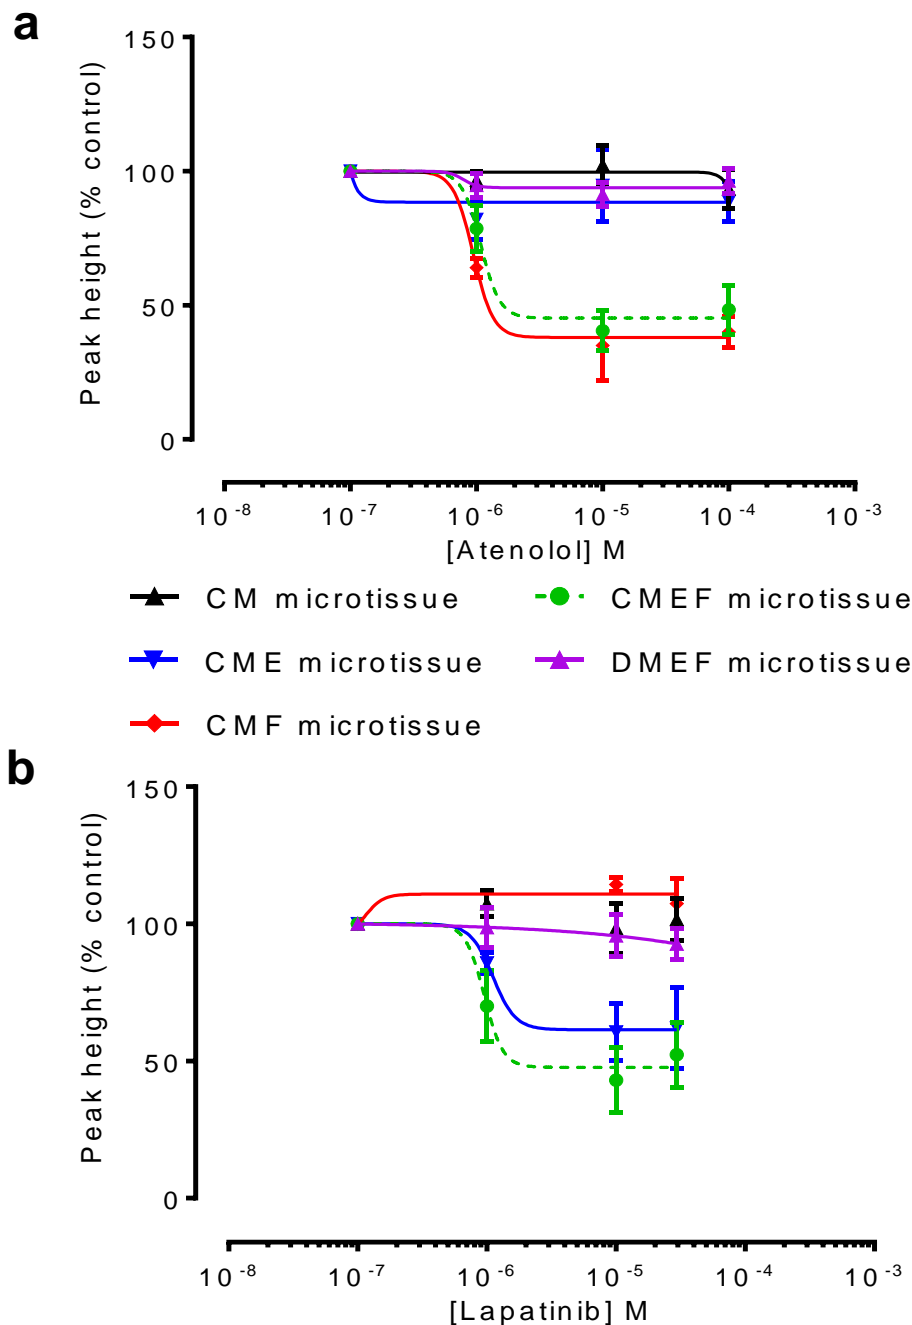 a
150
100
50
0
Peak height (% control)
10⁻⁸ 10⁻⁷ 10⁻⁶ 10⁻⁵ 10⁻⁴ 10⁻³
[Atenolol] M
CM microtissue CMEF microtissue
CME microtissue DMEF microtissue
CMF microtissue
b
150
100
50
0
Peak height (% control)
10⁻⁸ 10⁻⁷ 10⁻⁶ 10⁻⁵ 10⁻⁴ 10⁻³
[Lapatinib] M